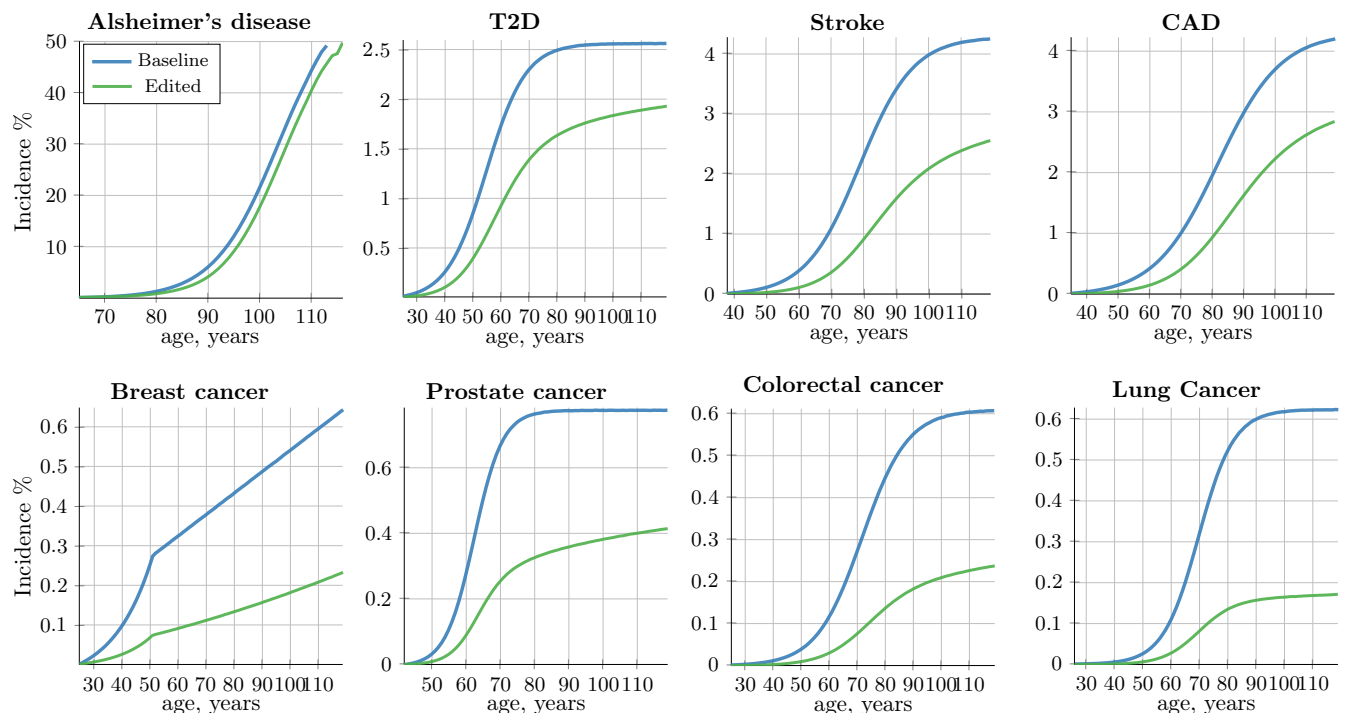 Alsheimer's disease
50
40
30
20
10
70 80 90 100 110
Incidence %
age, years
Baseline
Edited
T2D
2.5
2
1.5
1
0.5
30 40 50 60 70 80 90 100 110
age, years
Stroke
4
3
2
1
0
40 50 60 70 80 90 100 110
age, years
CAD
4
3
2
1
0
40 50 60 70 80 90 100 110
age, years
Breast cancer
0.6
0.5
0.4
0.3
0.2
0.1
30 40 50 60 70 80 90 100 110
Incidence %
age, years
Prostate cancer
0.6
0.4
0.2
0
50 60 70 80 90 100 110
age, years
Colorectal cancer
0.6
0.5
0.4
0.3
0.2
0.1
0
30 40 50 60 70 80 90 100 110
age, years
Lung Cancer
0.6
0.5
0.4
0.3
0.2
0.1
0
30 40 50 60 70 80 90 100 110
age, years